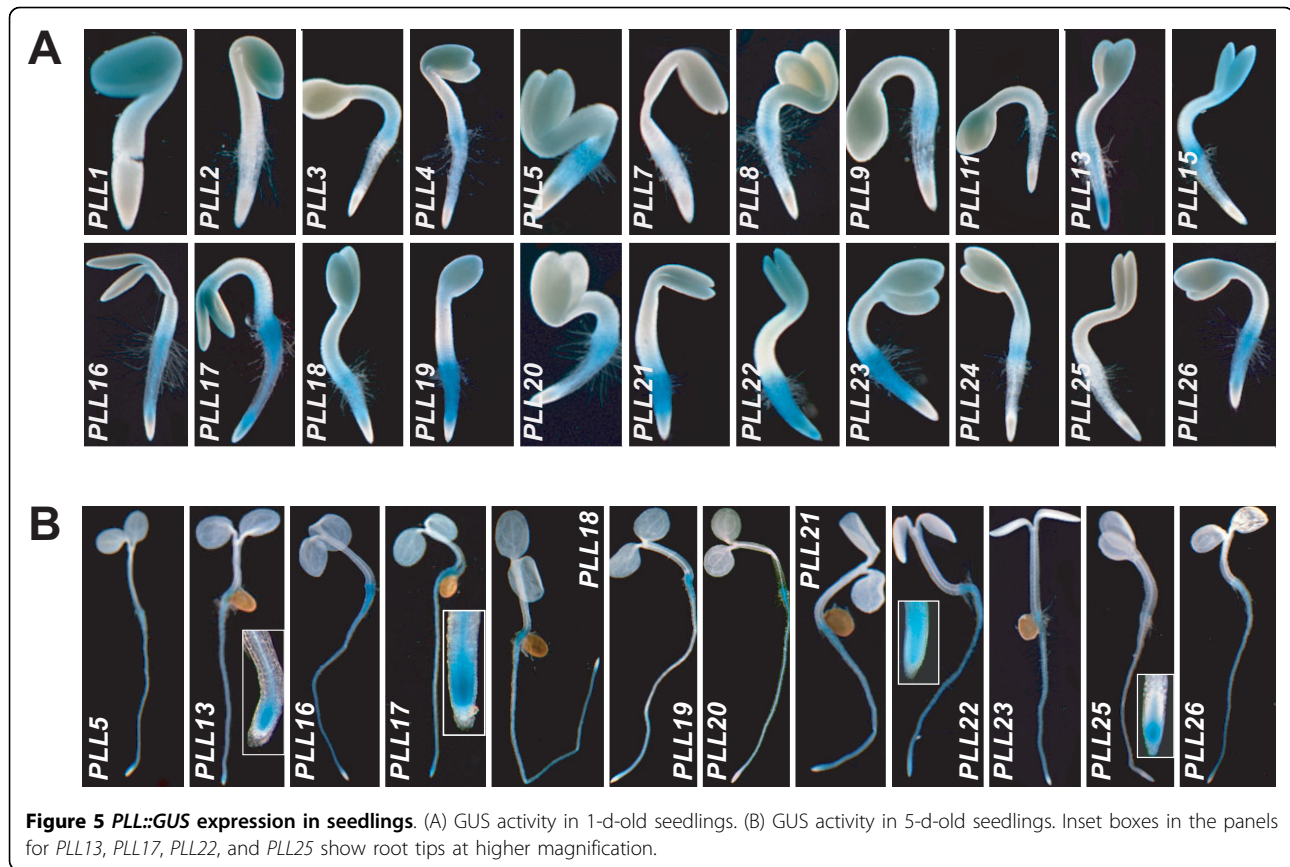 A
PLL1
PLL2
PLL3
PLL4
PLL5
PLL7
PLL8
PLL9
PLL11
PLL13
PLL15
PLL16
PLL17
PLL18
PLL19
PLL20
PLL21
PLL22
PLL23
PLL24
PLL25
PLL26
B
PLL5
PLL13
PLL16
PLL17
PLL18
PLL19
PLL20
PLL21
PLL22
PLL23
PLL25
PLL26
Figure 5 PLL::GUS expression in seedlings. (A) GUS activity in 1-d-old seedlings. (B) GUS activity in 5-d-old seedlings. Inset boxes in the panels
for PLL13, PLL17, PLL22, and PLL25 show root tips at higher magnification.